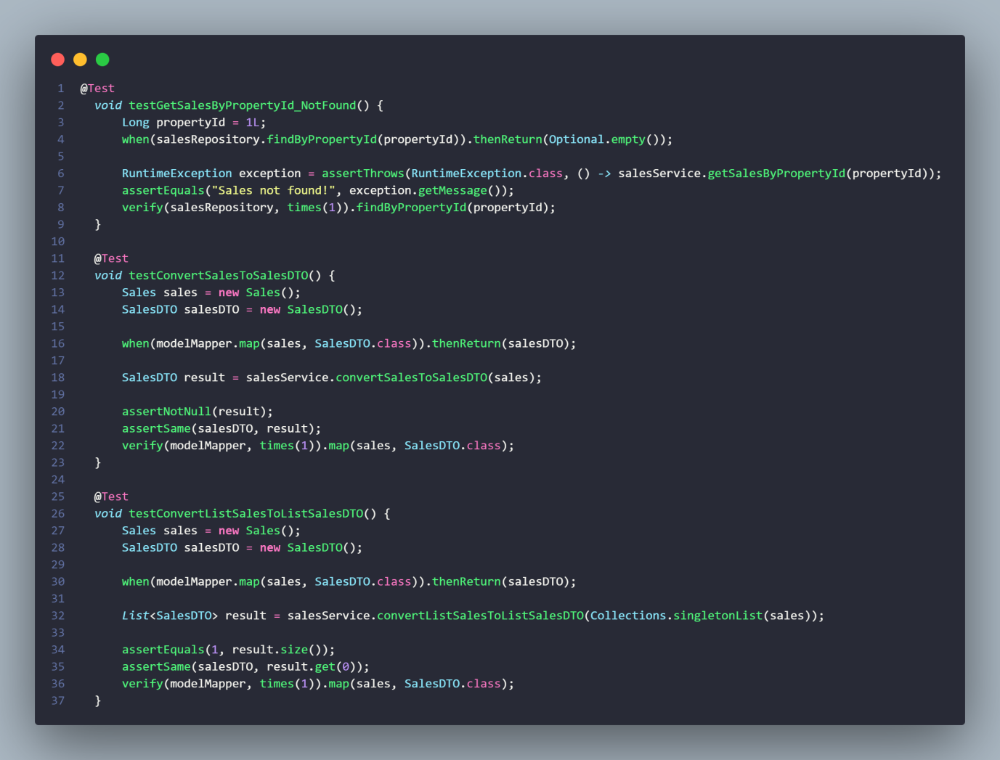 1 @Test
2 void testGetSalesByPropertyId_NotFound() {
3 Long propertyId = 1L;
4 when(salesRepository.findByPropertyId(propertyId)).thenReturn(Optional.empty());
5
6 RuntimeException exception = assertThrows(RuntimeException.class, () -> salesService.getSalesByPropertyId(propertyId));
7 assertEquals("Sales not found!", exception.getMessage());
8 verify(salesRepository, times(1)).findByPropertyId(propertyId);
9 }
10
11 @Test
12 void testConvertSalesToSalesDTO() {
13 Sales sales = new Sales();
14 SalesDTO salesDTO = new SalesDTO();
15
16 when(modelMapper.map(sales, SalesDTO.class)).thenReturn(salesDTO);
17
18 SalesDTO result = salesService.convertSalesToSalesDTO(sales);
19
20 assertNotNull(result);
21 assertSame(salesDTO, result);
22 verify(modelMapper, times(1)).map(sales, SalesDTO.class);
23 }
24
25 @Test
26 void testConvertListSalesToListSalesDTO() {
27 Sales sales = new Sales();
28 SalesDTO salesDTO = new SalesDTO();
29
30 when(modelMapper.map(sales, SalesDTO.class)).thenReturn(salesDTO);
31
32 List<SalesDTO> result = salesService.convertListSalesToListSalesDTO(Collections.singletonList(sales));
33
34 assertEquals(1, result.size());
35 assertSame(salesDTO, result.get(0));
36 verify(modelMapper, times(1)).map(sales, SalesDTO.class);
37 }